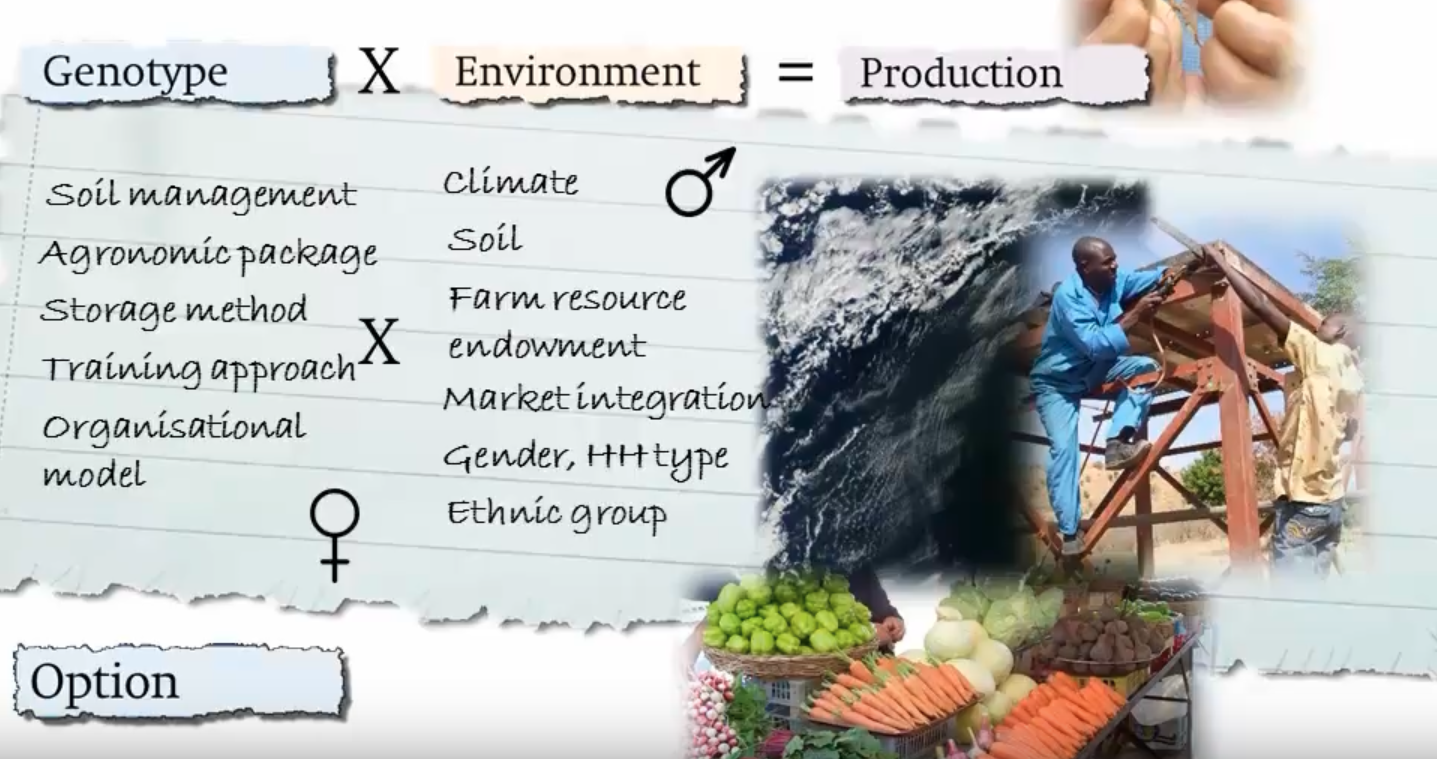 Genotype X Environment = Production
Soil management
Agronomic package
Storage method
Training approach
Organisational
model
X
Climate
Soil
Farm resource
endowment
Market integration
Gender, HH type
Ethnic group
Option